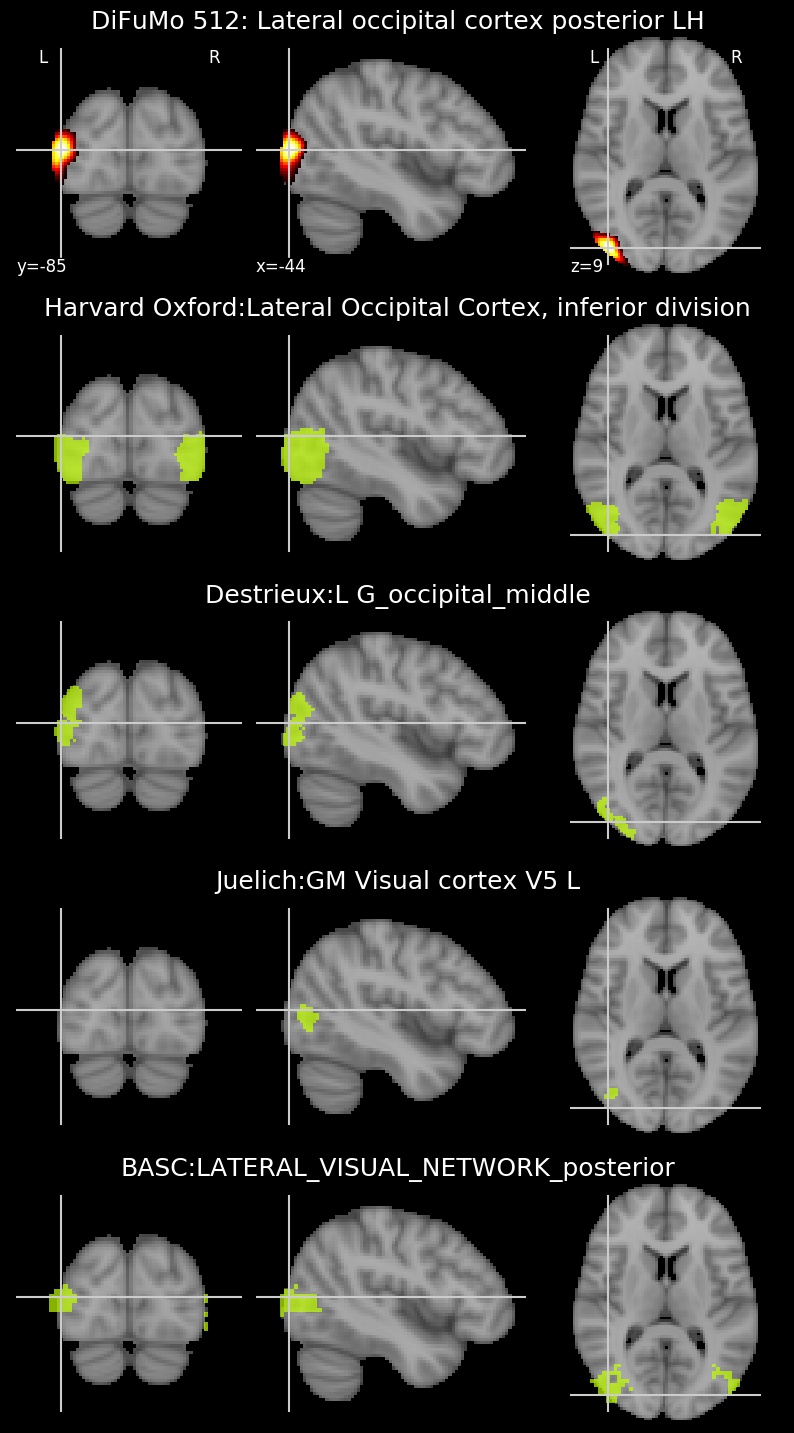 DiFuMo 512: Lateral occipital cortex posterior LH
L R L R
y=-85 x=-44 z=9
Harvard Oxford:Lateral Occipital Cortex, inferior division
Destrieux:L G_occipital_middle
Juelich:GM Visual cortex V5 L
BASC:LATERAL_VISUAL_NETWORK_posterior